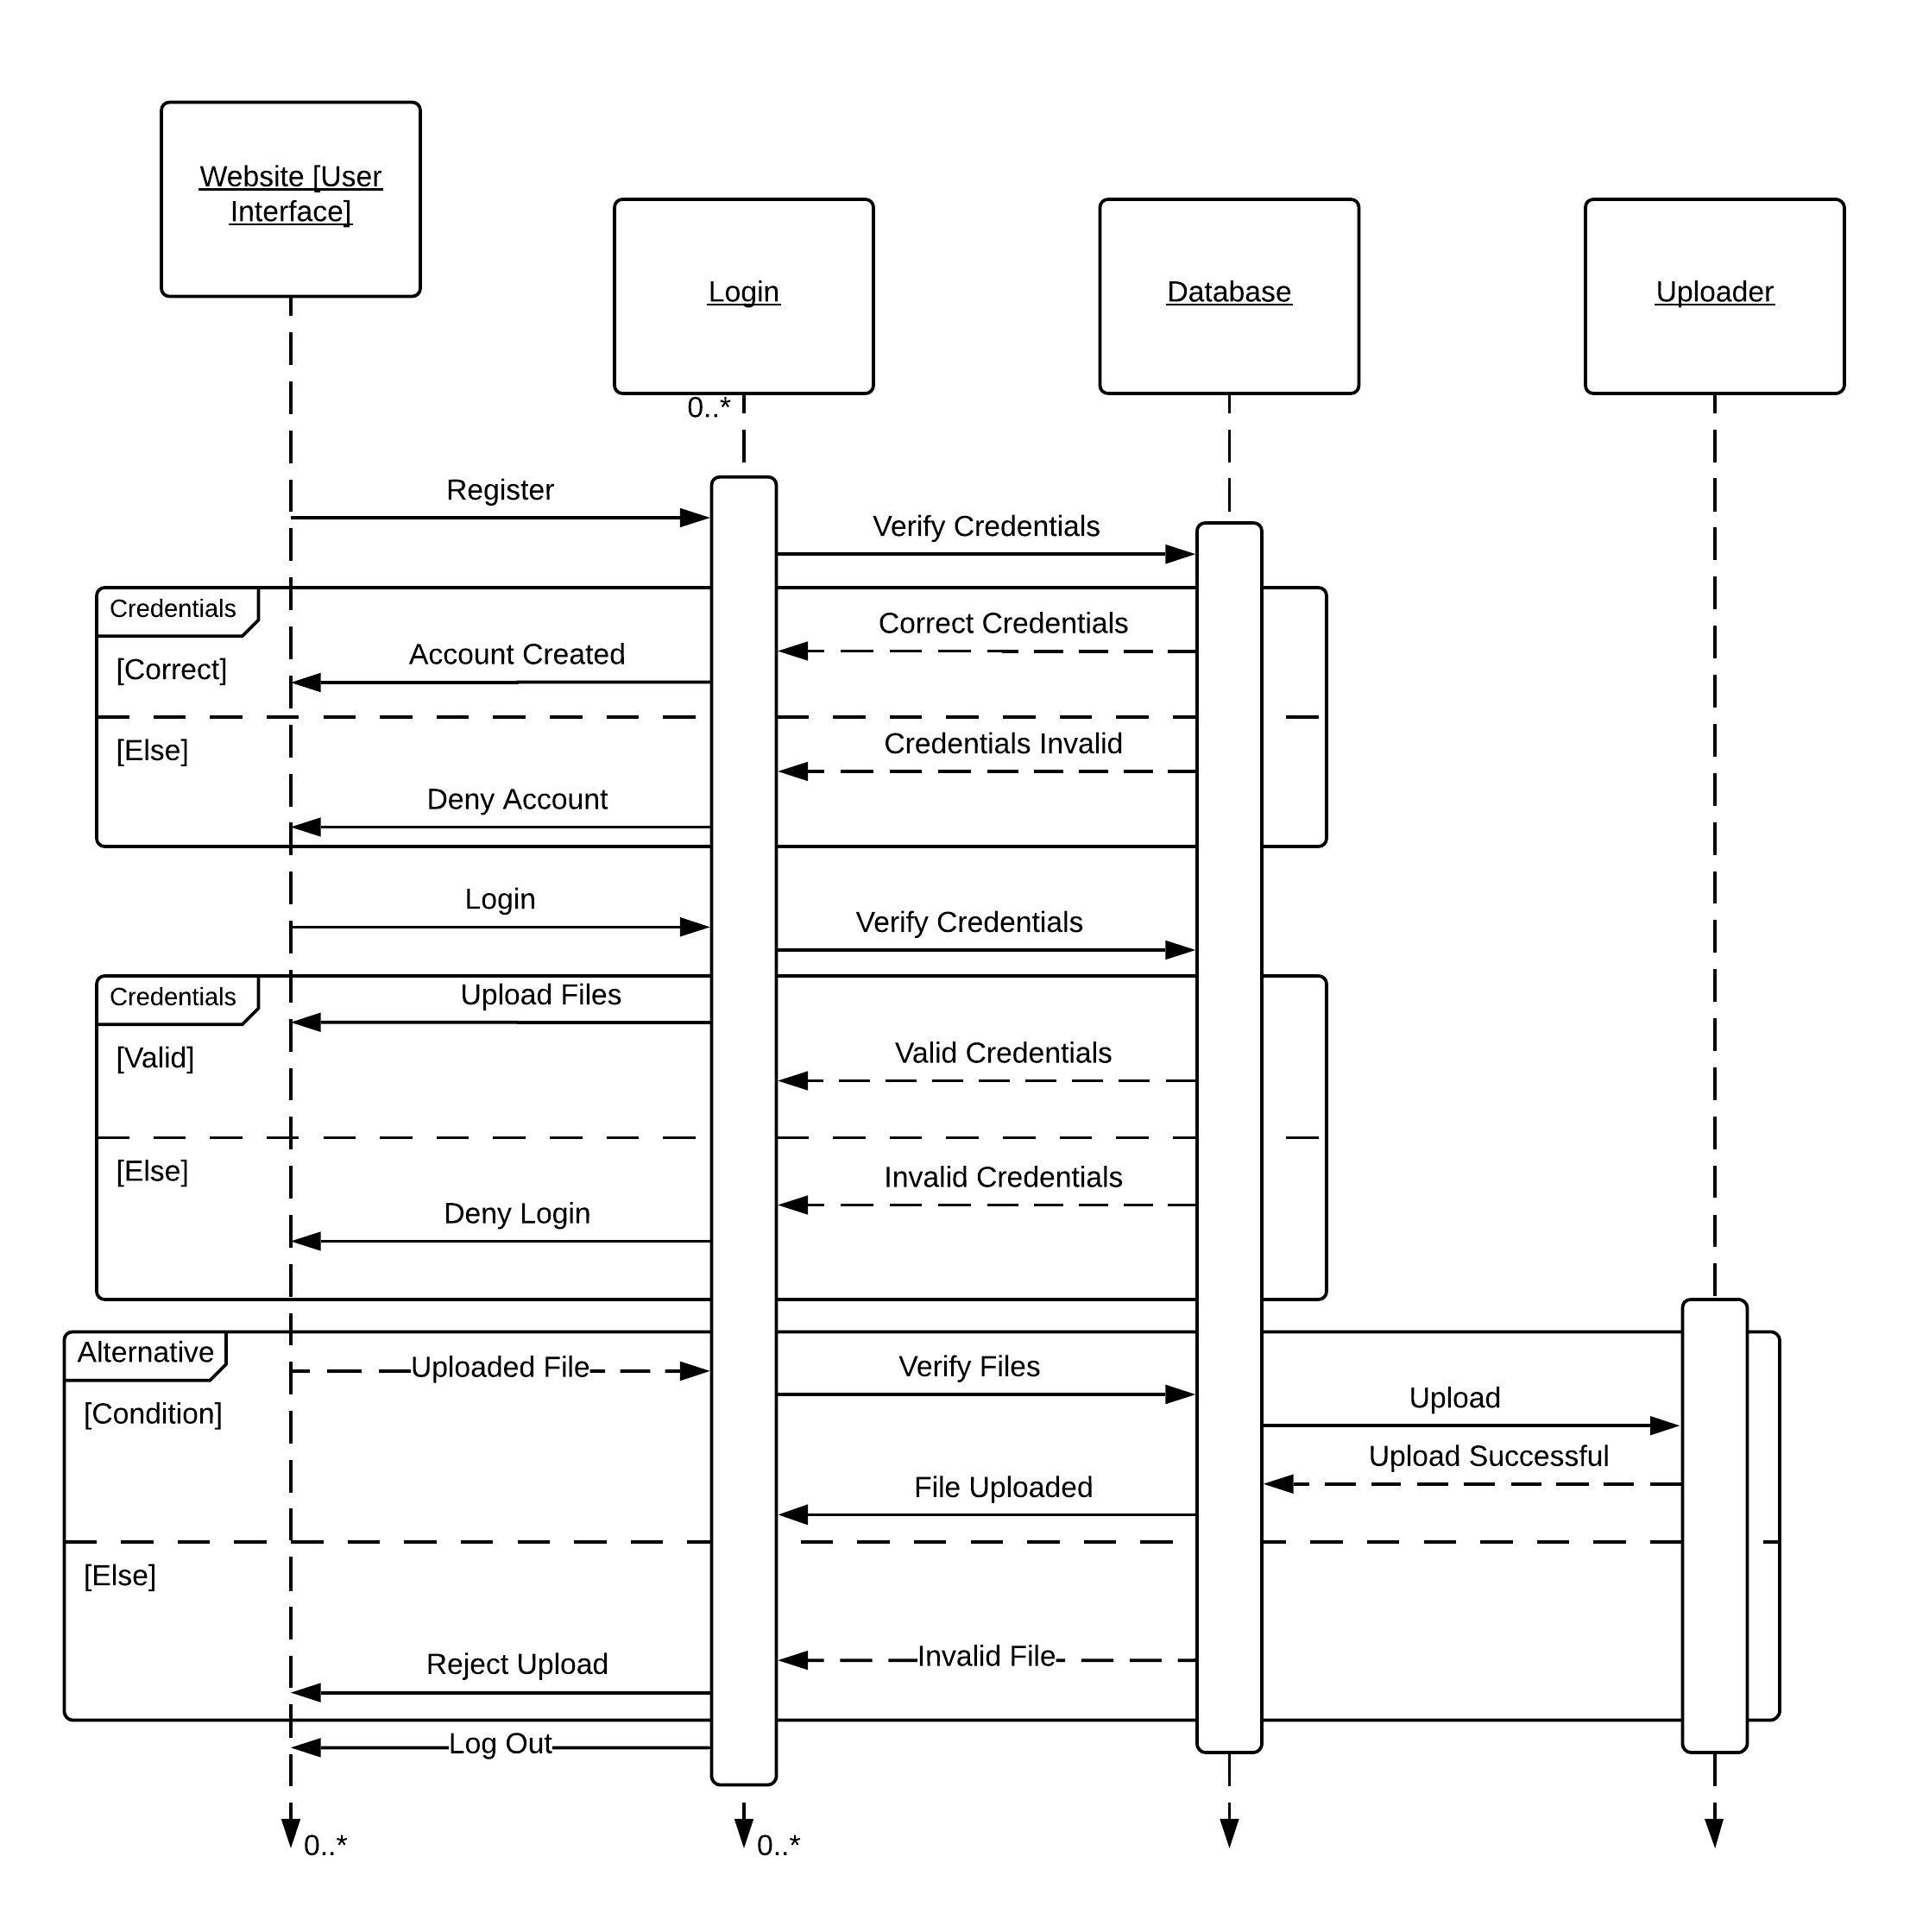 Website [User
Interface]
Login
Database
Uploader
0..*
Register
Verify Credentials
Credentials
Correct Credentials
Account Created
[Correct]
Credentials Invalid
[Else]
Deny Account
Login
Verify Credentials
Credentials
Upload Files
Valid Credentials
[Valid]
[Else]
Invalid Credentials
Deny Login
Alternative
Uploaded File
Verify Files
Upload
[Condition]
Upload Successful
File Uploaded
[Else]
Invalid File
Reject Upload
Log Out
0..*
0..*